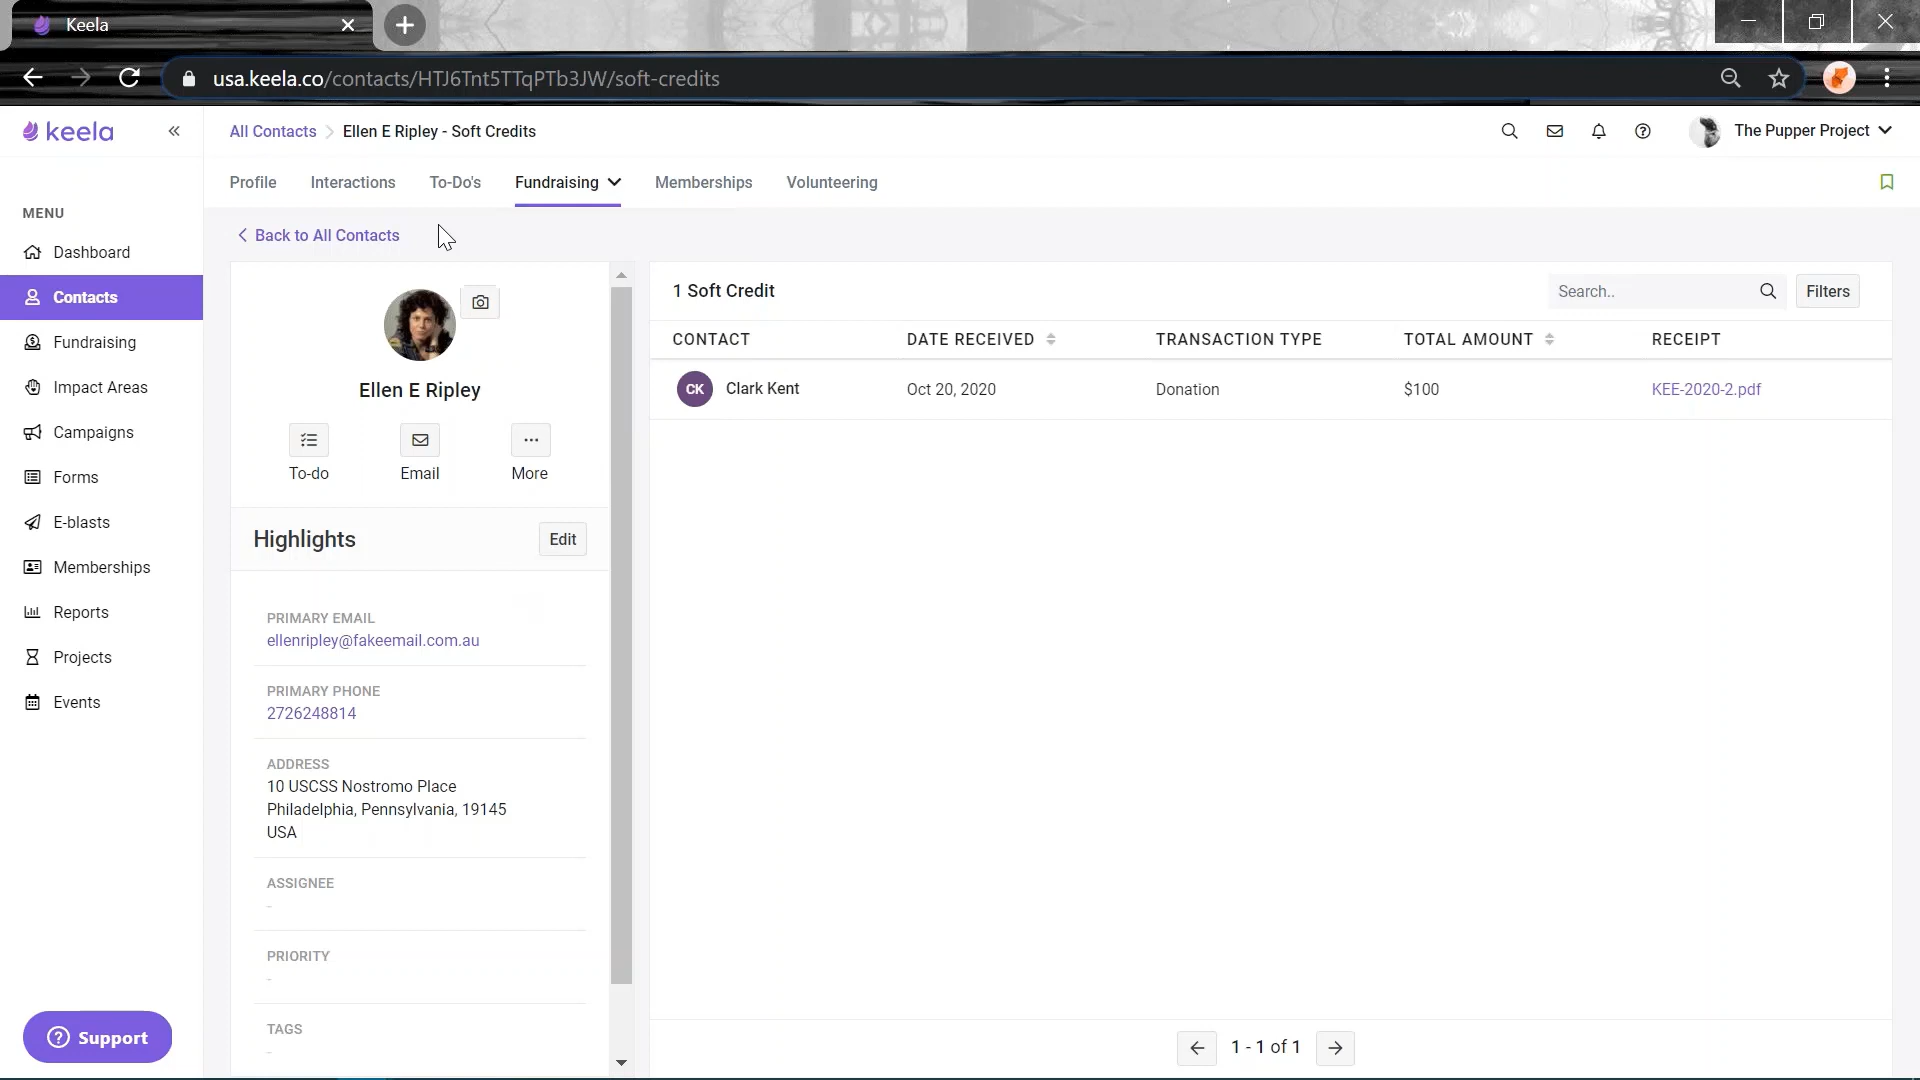 Keela
usa.keela.co/contacts/HTJ6Tnt5TTqPTb3JW/soft-credits
keela
All Contacts Ellen E Ripley - Soft Credits
The Pupper Project
Profile Interactions To-Do's Fundraising Memberships Volunteering
MENU
Dashboard
Contacts
Fundraising
Impact Areas
Campaigns
Forms
E-blasts
Memberships
Reports
Projects
Events
Support
Back to All Contacts
Ellen E Ripley
To-do Email More
Highlights Edit
PRIMARY EMAIL
ellenripley@fakeemail.com.au
PRIMARY PHONE
2726248814
ADDRESS
10 USCSS Nostromo Place
Philadelphia, Pennsylvania, 19145
USA
ASSIGNEE
-
PRIORITY
-
TAGS
-
1 Soft Credit Search.. Filters
CONTACT DATE RECEIVED TRANSACTION TYPE TOTAL AMOUNT RECEIPT
CK Clark Kent Oct 20, 2020 Donation $100 KEE-2020-2.pdf
1 - 1 of 1